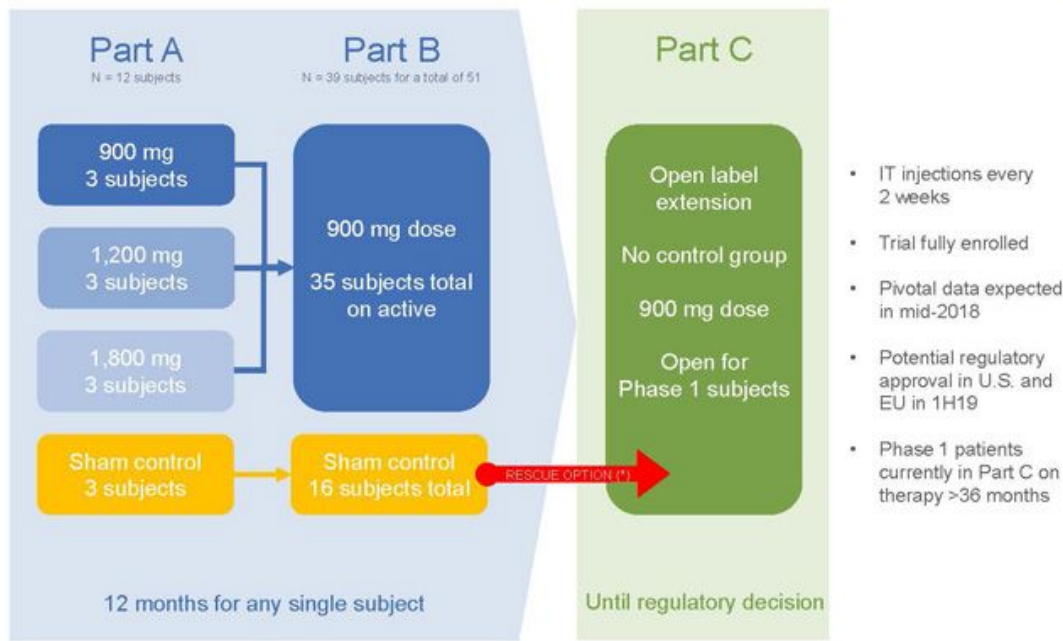 Part A
N = 12 subjects
Part B
N = 39 subjects for a total of 51
Part C
900 mg
3 subjects
1,200 mg
3 subjects
1,800 mg
3 subjects
Sham control
3 subjects
900 mg dose
35 subjects total
on active
Sham control
16 subjects total
RESCUE OPTION (*)
Open label
extension
No control group
900 mg dose
Open for
Phase 1 subjects
12 months for any single subject
Until regulatory decision
• IT injections every
2 weeks
• Trial fully enrolled
• Pivotal data expected
in mid-2018
• Potential regulatory
approval in U.S. and
EU in 1H19
• Phase 1 patients
currently in Part C on
therapy >36 months